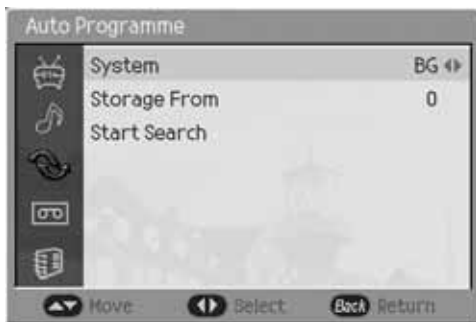 Auto Programme
System BG
Storage From 0
Start Search
Move Select Back Return